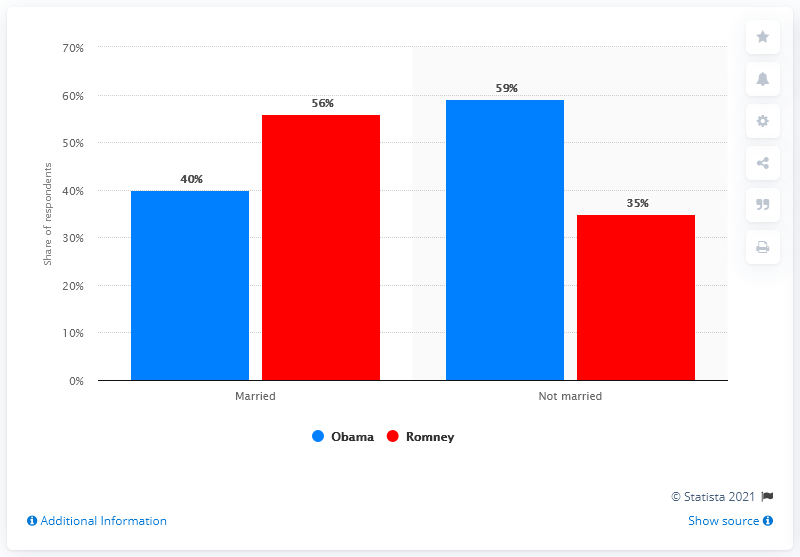 70%
60%
50%
40%
30%
20%
10%
0%
Share of respondents
40%
56%
59%
35%
Married
Not married
Obama
Romney
© Statista 2021
Additional Information
Show source